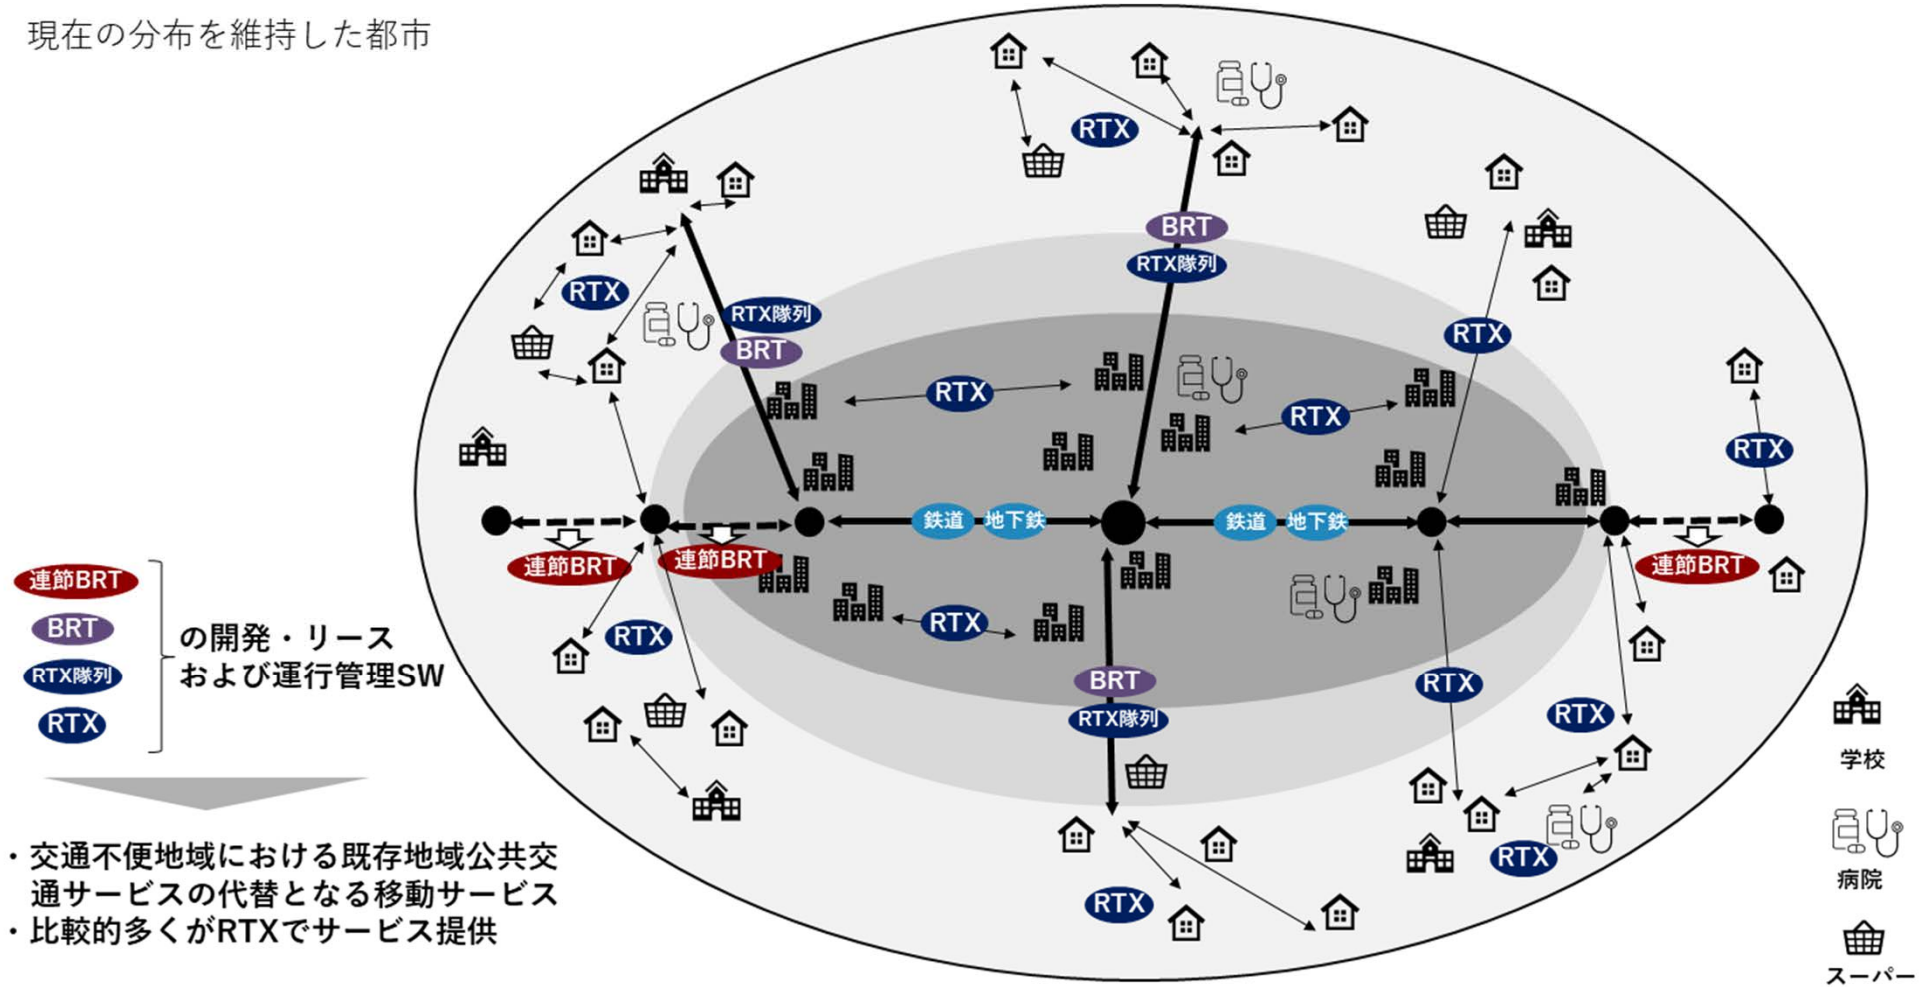 現在の分布を維持した都市
RTX
BRT
RTX隊列
RTX
RTX隊列
BRT
RTX
RTX
RTX
RTX
鉄道
地下鉄
鉄道
地下鉄
連節BRT
連節BRT
連節BRT
連節BRT
BRT
RTX隊列
RTX
の開発・リース
および運行管理SW
RTX
RTX
BRT
RTX隊列
RTX
RTX
RTX
RTX
学校
病院
スーパー
・交通不便地域における既存地域公共交
通サービスの代替となる移動サービス
・比較的多くがRTXでサービス提供